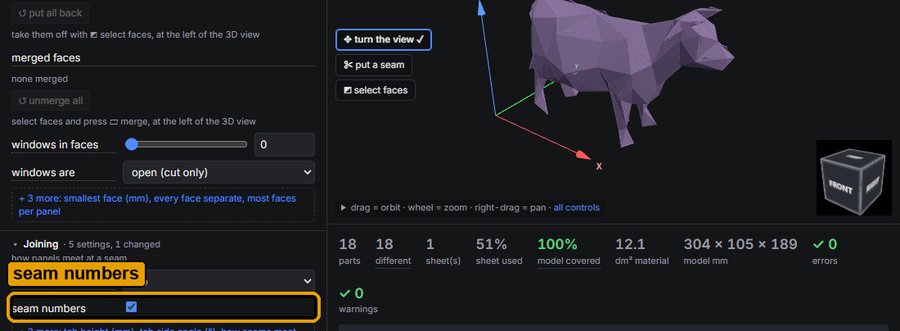 ↺ put all back
take them off with ◩ select faces, at the left of the 3D view
merged faces
none merged
↺ unmerge all
select faces and press ▱ merge, at the left of the 3D view
windows in faces
0
windows are
open (cut only)
+ 3 more: smallest face (mm), every face separate, most faces
per panel
Joining · 5 settings, 1 changed
how panels meet at a seam
seam numbers
seam numbers
✥ turn the view ✓
✂ put a seam
◩ select faces
Y
X
FRONT
▶ drag = orbit · wheel = zoom · right-drag = pan · all controls
18
parts
18
different
1
sheet(s)
51%
sheet used
100%
model covered
12.1
dm² material
304 × 105 × 189
model mm
✓ 0
errors
✓ 0
warnings